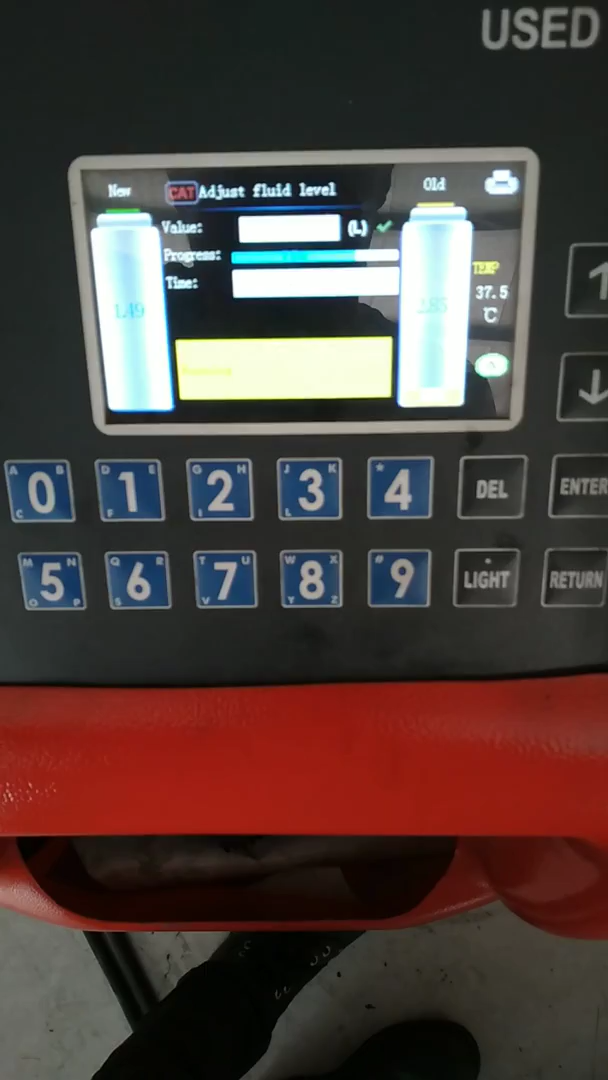 USED
New
CAT Adjust fluid level
Old
Value:
(L)
Progress:
Time:
TEMP
37.5
℃
1.49
2.85
A B 0 C
D E 1 F
G H 2 I
J K 3 L
* 4
DEL
ENTER
M N 5 O P
Q R 6 S
T U 7 V
W X 8 Y Z
# 9
LIGHT
RETURN